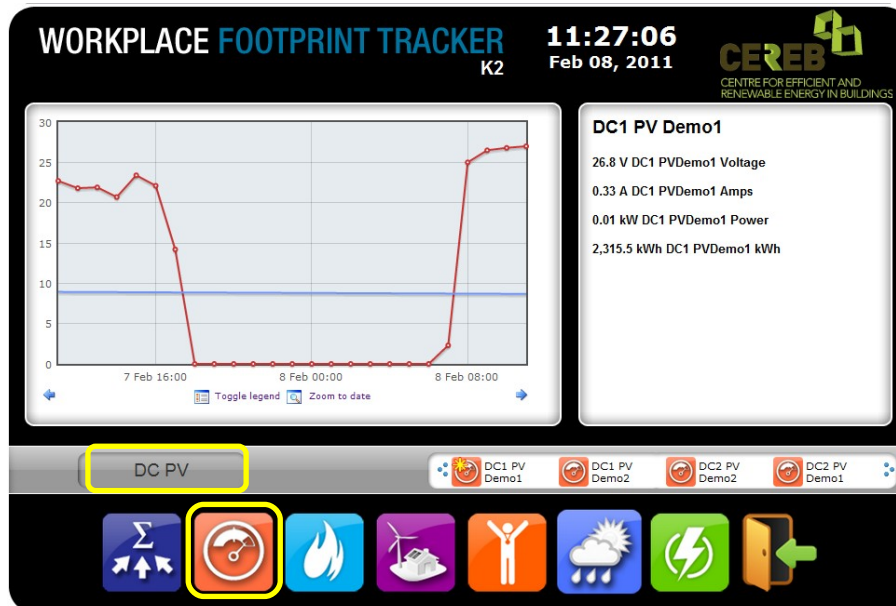 WORKPLACE FOOTPRINT TRACKER
K2
11:27:06
Feb 08, 2011
CEREB
CENTRE FOR EFFICIENT AND
RENEWABLE ENERGY IN BUILDINGS
30
25
20
15
10
5
0
7 Feb 16:00
8 Feb 00:00
8 Feb 08:00
Toggle legend
Zoom to date
DC1 PV Demo1
26.8 V DC1 PVDemo1 Voltage
0.33 A DC1 PVDemo1 Amps
0.01 kW DC1 PVDemo1 Power
2,315.5 kWh DC1 PVDemo1 kWh
DC PV
DC1 PV
Demo1
DC1 PV
Demo2
DC2 PV
Demo2
DC2 PV
Demo1
Σ